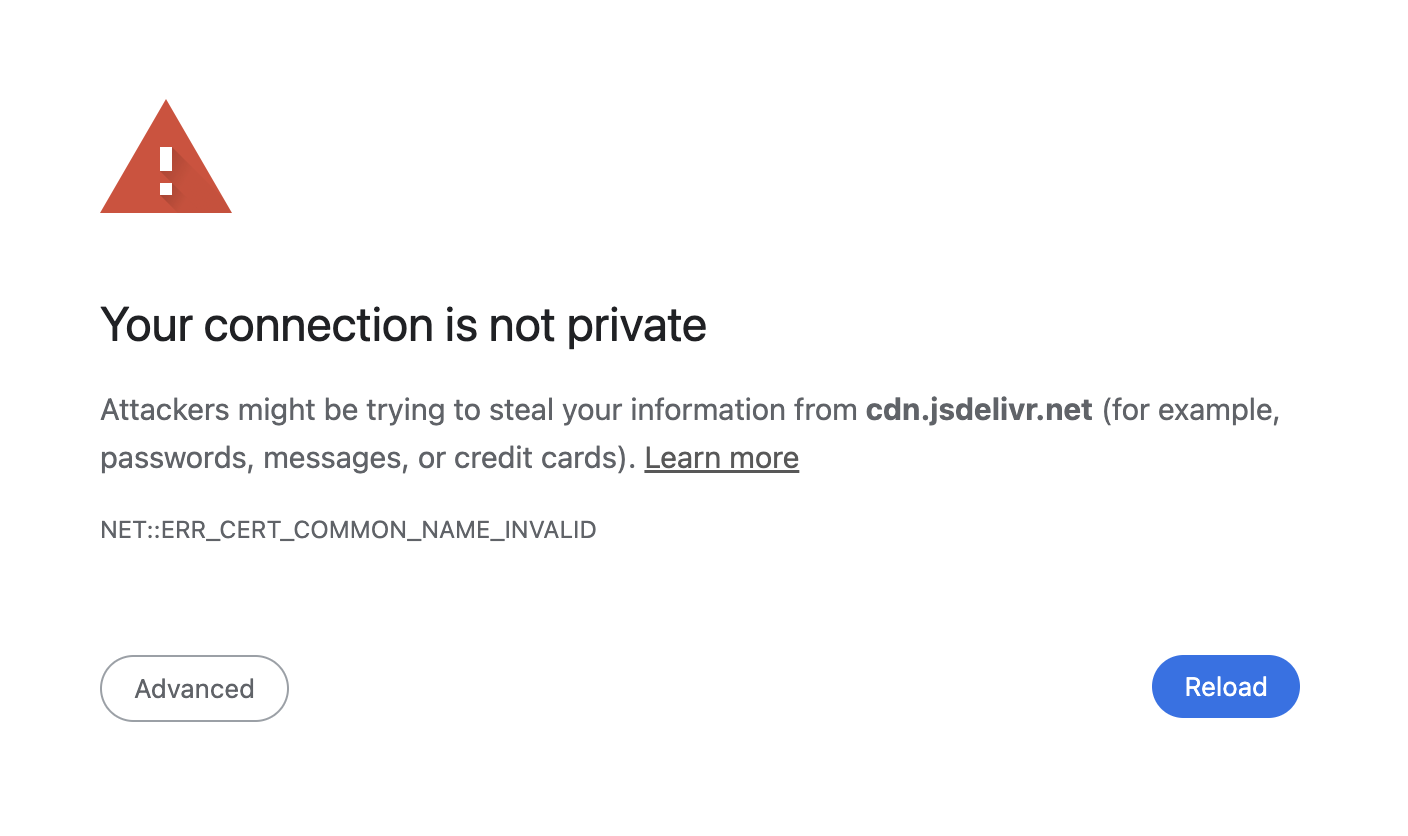 Your connection is not private
Attackers might be trying to steal your information from cdn.jsdelivr.net (for example,
passwords, messages, or credit cards). Learn more
NET::ERR_CERT_COMMON_NAME_INVALID
Advanced
Reload